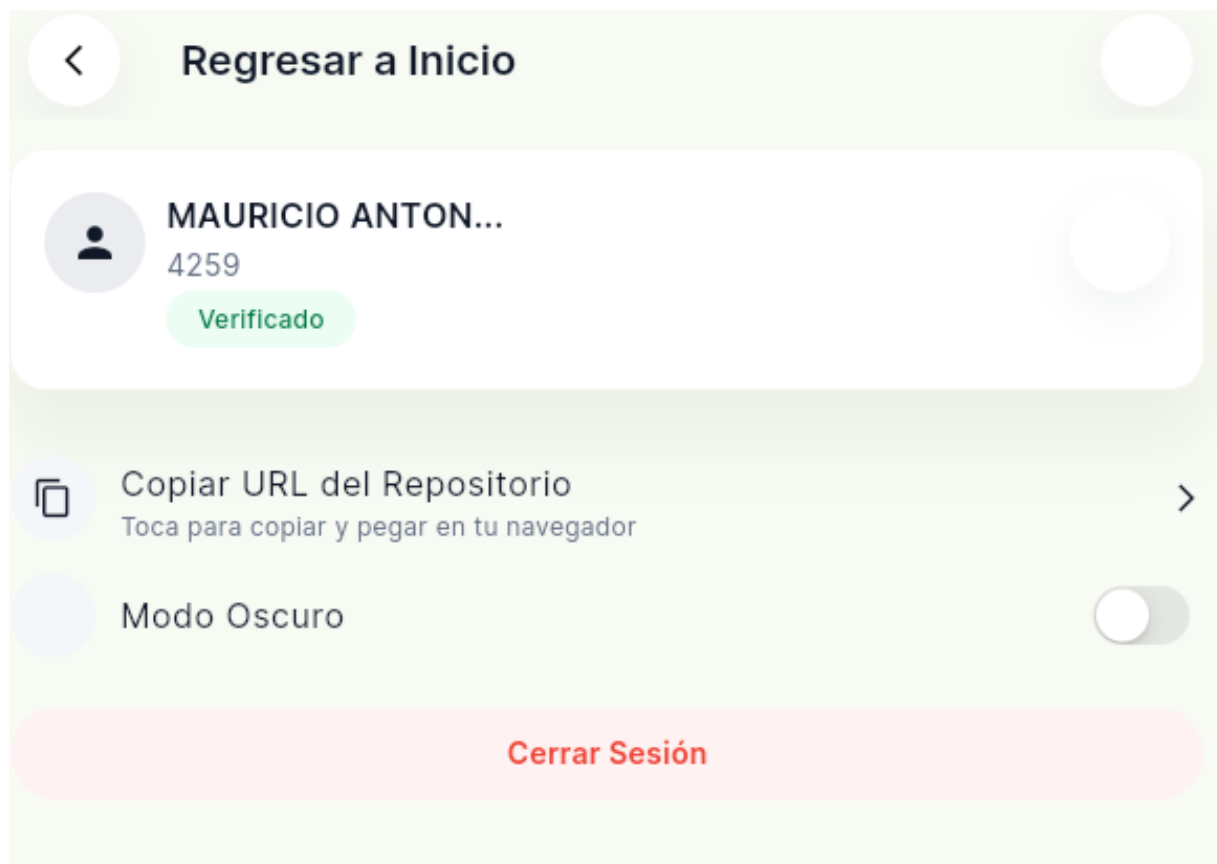 Regresar a Inicio
MAURICIO ANTON...
4259
Verificado
Copiar URL del Repositorio
Toca para copiar y pegar en tu navegador
Modo Oscuro
Cerrar Sesión